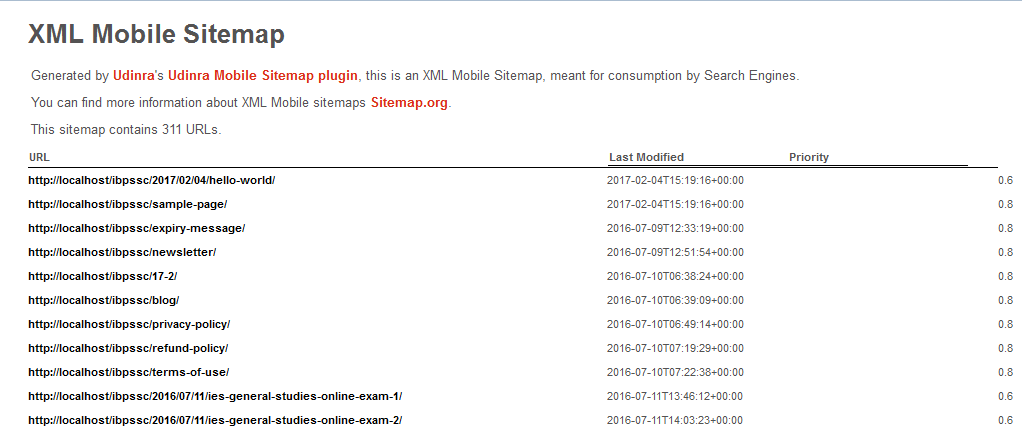 XML Mobile Sitemap
Generated by Udinra's Udinra Mobile Sitemap plugin, this is an XML Mobile Sitemap, meant for consumption by Search Engines.
You can find more information about XML Mobile sitemaps Sitemap.org.
This sitemap contains 311 URLs.
URL Last Modified Priority
http://localhost/ibpssc/2017/02/04/hello-world/ 2017-02-04T15:19:16+00:00 0.6
http://localhost/ibpssc/sample-page/ 2017-02-04T15:19:16+00:00 0.8
http://localhost/ibpssc/expiry-message/ 2016-07-09T12:33:19+00:00 0.8
http://localhost/ibpssc/newsletter/ 2016-07-09T12:51:54+00:00 0.8
http://localhost/ibpssc/17-2/ 2016-07-10T06:38:24+00:00 0.8
http://localhost/ibpssc/blog/ 2016-07-10T06:39:09+00:00 0.8
http://localhost/ibpssc/privacy-policy/ 2016-07-10T06:49:14+00:00 0.8
http://localhost/ibpssc/refund-policy/ 2016-07-10T07:19:29+00:00 0.8
http://localhost/ibpssc/terms-of-use/ 2016-07-10T07:22:38+00:00 0.8
http://localhost/ibpssc/2016/07/11/ies-general-studies-online-exam-1/ 2016-07-11T13:46:12+00:00 0.6
http://localhost/ibpssc/2016/07/11/ies-general-studies-online-exam-2/ 2016-07-11T14:03:23+00:00 0.6